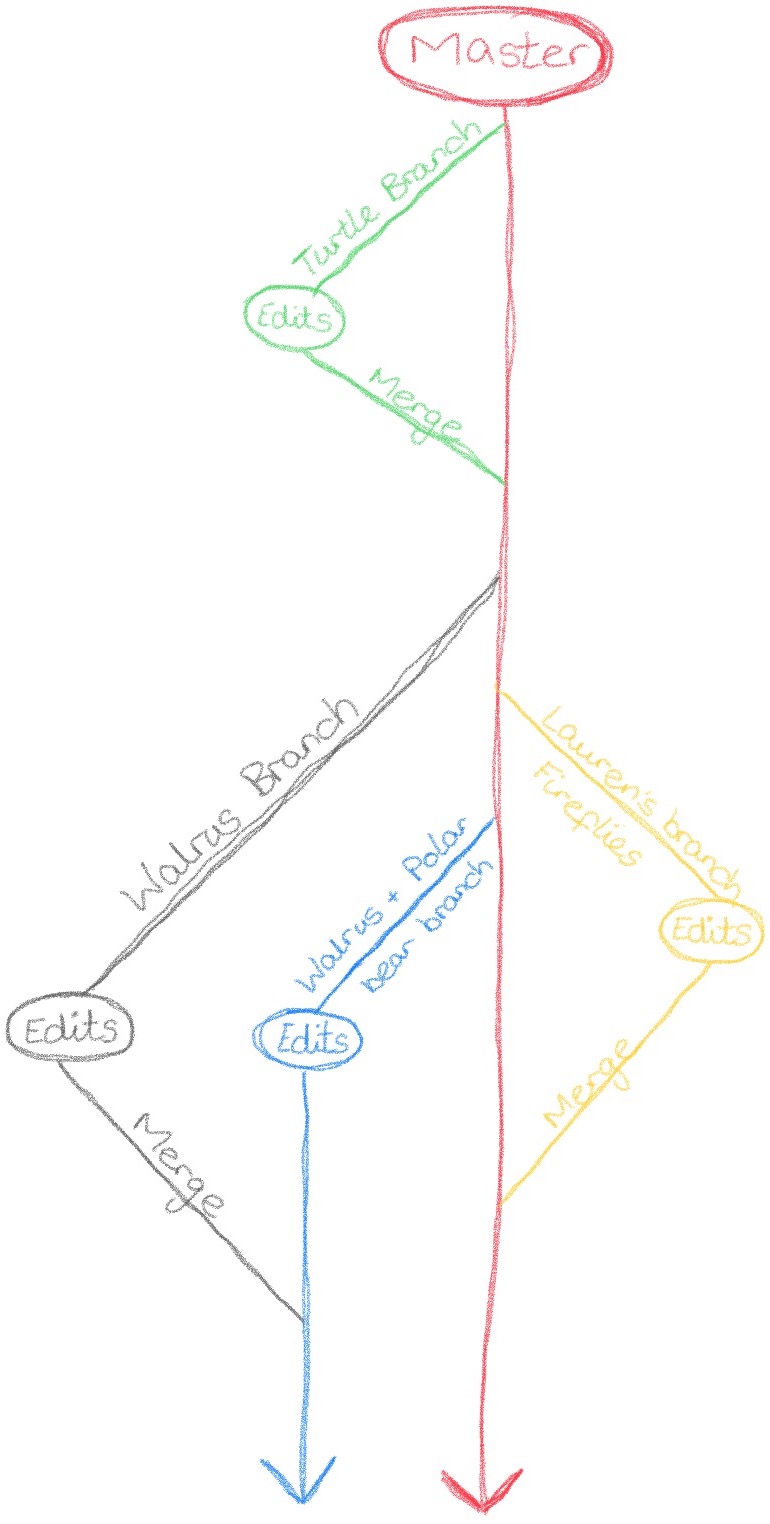 Master
Turtle Branch
Edits
Merge
Walrus Branch
Lauren's branch
Fireflies
Walrus + Polar
bear branch
Edits
Edits
Edits
Merge
Merge